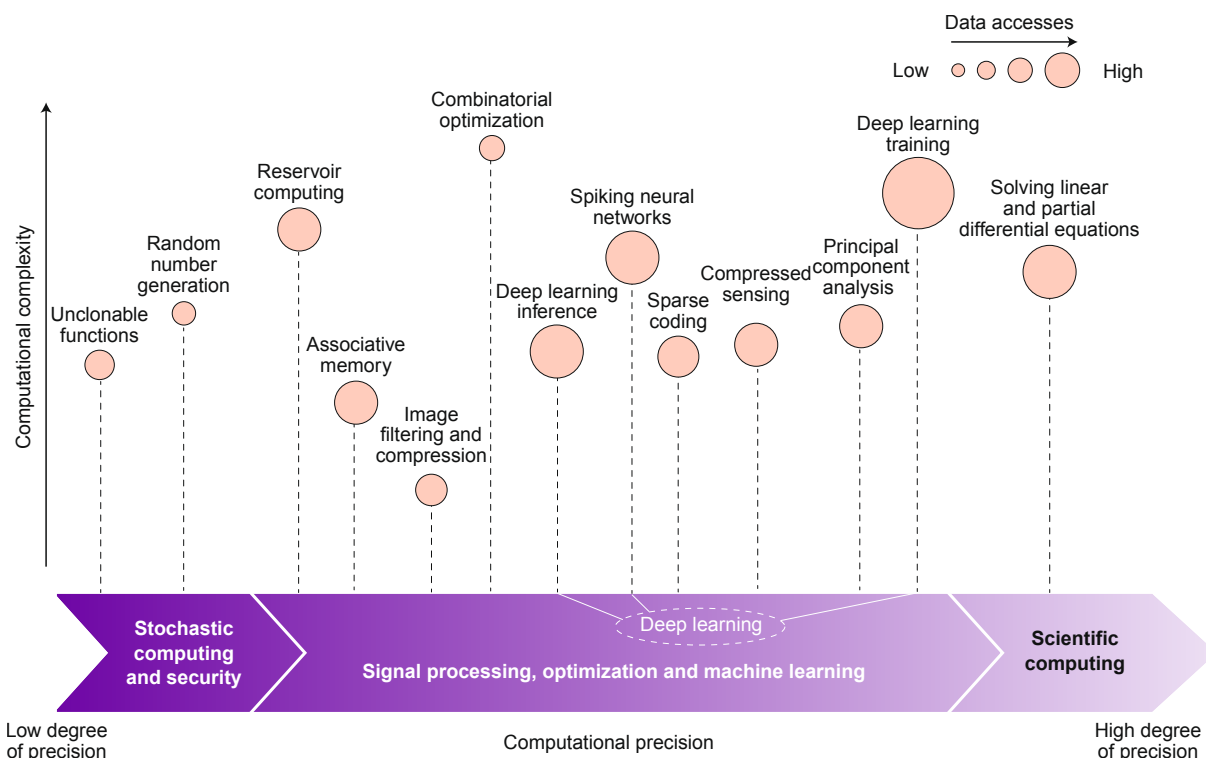 Data accesses
Low
High
Computational complexity
Combinatorial
optimization
Deep learning
training
Reservoir
computing
Spiking neural
networks
Solving linear
and partial
differential equations
Random
number
generation
Principal
component
analysis
Compressed
sensing
Deep learning
inference
Sparse
coding
Unclonable
functions
Associative
memory
Image
filtering and
compression
Deep learning
Stochastic
computing
and security
Signal processing, optimization and machine learning
Scientific
computing
Low degree
of precision
Computational precision
High degree
of precision